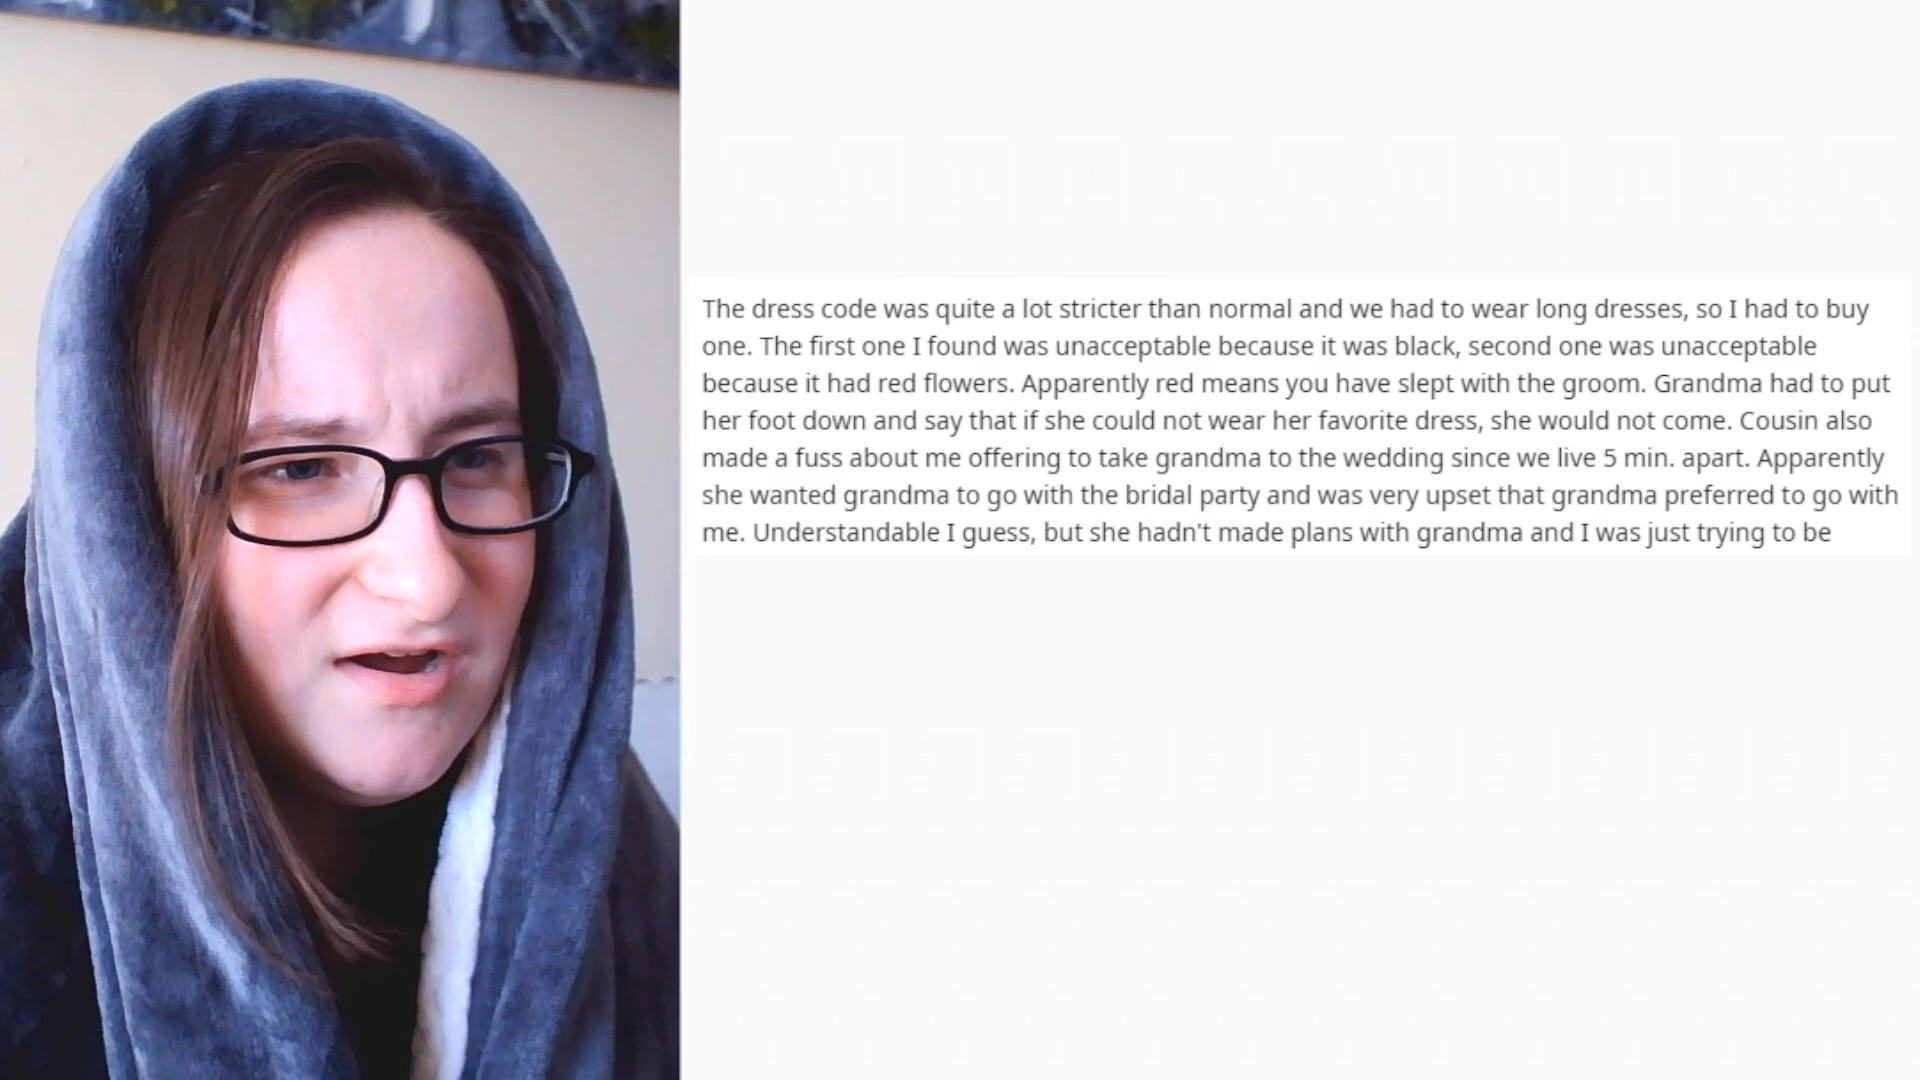 The dress code was quite a lot stricter than normal and we had to wear long dresses, so I had to buy
one. The first one I found was unacceptable because it was black, second one was unacceptable
because it had red flowers. Apparently red means you have slept with the groom. Grandma had to put
her foot down and say that if she could not wear her favorite dress, she would not come. Cousin also
made a fuss about me offering to take grandma to the wedding since we live 5 min. apart. Apparently
she wanted grandma to go with the bridal party and was very upset that grandma preferred to go with
me. Understandable I guess, but she hadn't made plans with grandma and I was just trying to be